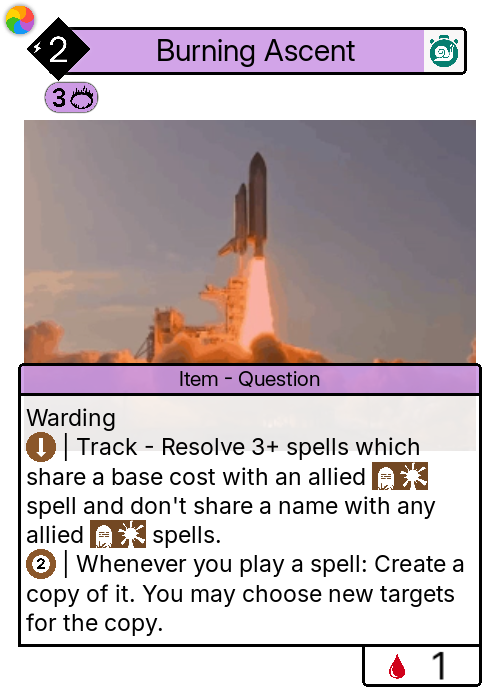 2
Burning Ascent
3
Item - Question
Warding
| Track - Resolve 3+ spells which
share a base cost with an allied
spell and don't share a name with any
allied spells.
2 | Whenever you play a spell: Create a
copy of it. You may choose new targets
for the copy.
1